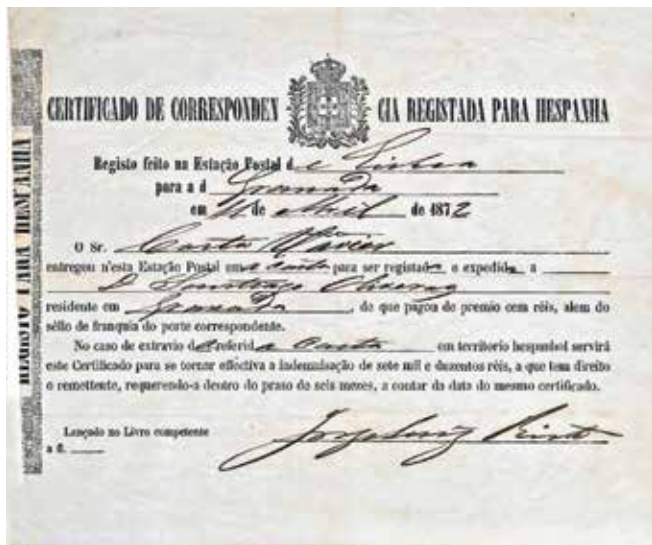 CERTIFICADO DE CORRESPONDEN CIA REGISTADA PARA HESPANHA
Registo feito na Estação Postal de Lisboa
para a d Granada
em de Abril de 1872
O Sr. Costa Xavier
entregou n'esta Estação Postal uma carta para ser registada e expedida a
D.
residente em Granada, de que pagou de premio cem réis, alem do
sêllo de franquia do porte correspondente.
No caso de extravio da referida Carta em territorio hespanhol servirá
este Certificado para se tornar effectiva a indemnisação de sete mil e duzentos réis, a que tem direito
o remettente, requerendo-a dentro do praso de seis meses, a contar da data do mesmo certificado.
Lançado no Livro competente
a fl.
REGISTO PARA HESPANHA